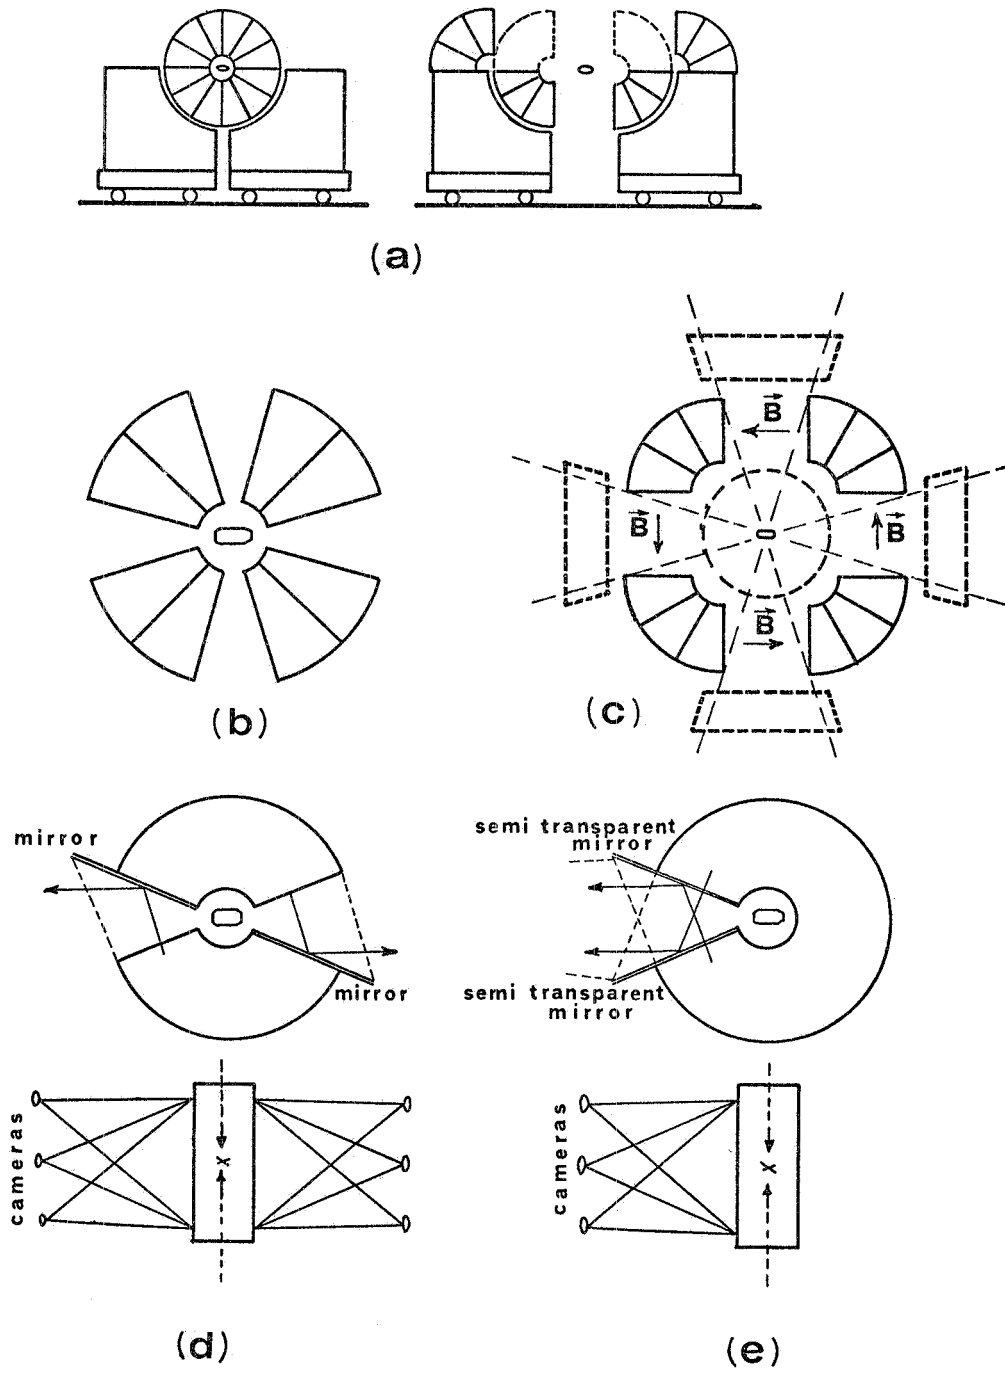 (a)
B⃗
B⃗
B⃗
B⃗
(b)
(c)
mirror
semi transparent
mirror
mirror
semi transparent
mirror
cameras
X
cameras
X
(d)
(e)